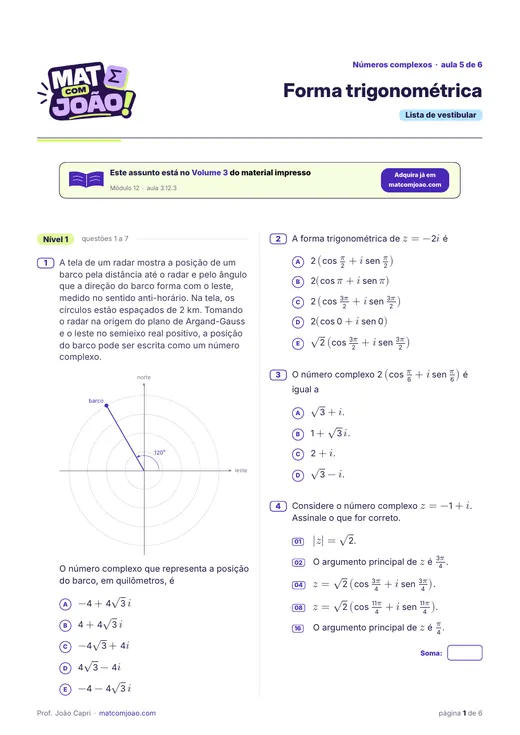 MAT Σ
COM
JOÃO!
Números complexos · aula 5 de 6
Forma trigonométrica
Lista de vestibular
Este assunto está no Volume 3 do material impresso
Módulo 12 · aula 3.12.3
Adquira já em
matcomjoao.com
Nível 1 questões 1 a 7
1 A tela de um radar mostra a posição de um
barco pela distância até o radar e pelo ângulo
que a direção do barco forma com o leste,
medido no sentido anti-horário. Na tela, os
círculos estão espaçados de 2 km. Tomando
o radar na origem do plano de Argand-Gauss
e o leste no semieixo real positivo, a posição
do barco pode ser escrita como um número
complexo.
norte
barco
120°
leste
O número complexo que representa a posição
do barco, em quilômetros, é
A −4 + 4√3 i
B 4 + 4√3 i
C −4√3 + 4i
D 4√3 − 4i
E −4 − 4√3 i
2 A forma trigonométrica de z = −2i é
A 2 (cos π/2 + i sen π/2)
B 2(cos π + i sen π)
C 2 (cos 3π/2 + i sen 3π/2)
D 2(cos 0 + i sen 0)
E √2 (cos 3π/2 + i sen 3π/2)
3 O número complexo 2 (cos π/6 + i sen π/6) é
igual a
A √3 + i.
B 1 + √3 i.
C 2 + i.
D √3 − i.
4 Considere o número complexo z = −1 + i.
Assinale o que for correto.
01 |z| = √2.
02 O argumento principal de z é 3π/4.
04 z = √2 (cos 3π/4 + i sen 3π/4).
08 z = √2 (cos 11π/4 + i sen 11π/4).
16 O argumento principal de z é π/4.
Soma:
Prof. João Capri · matcomjoao.com
página 1 de 6